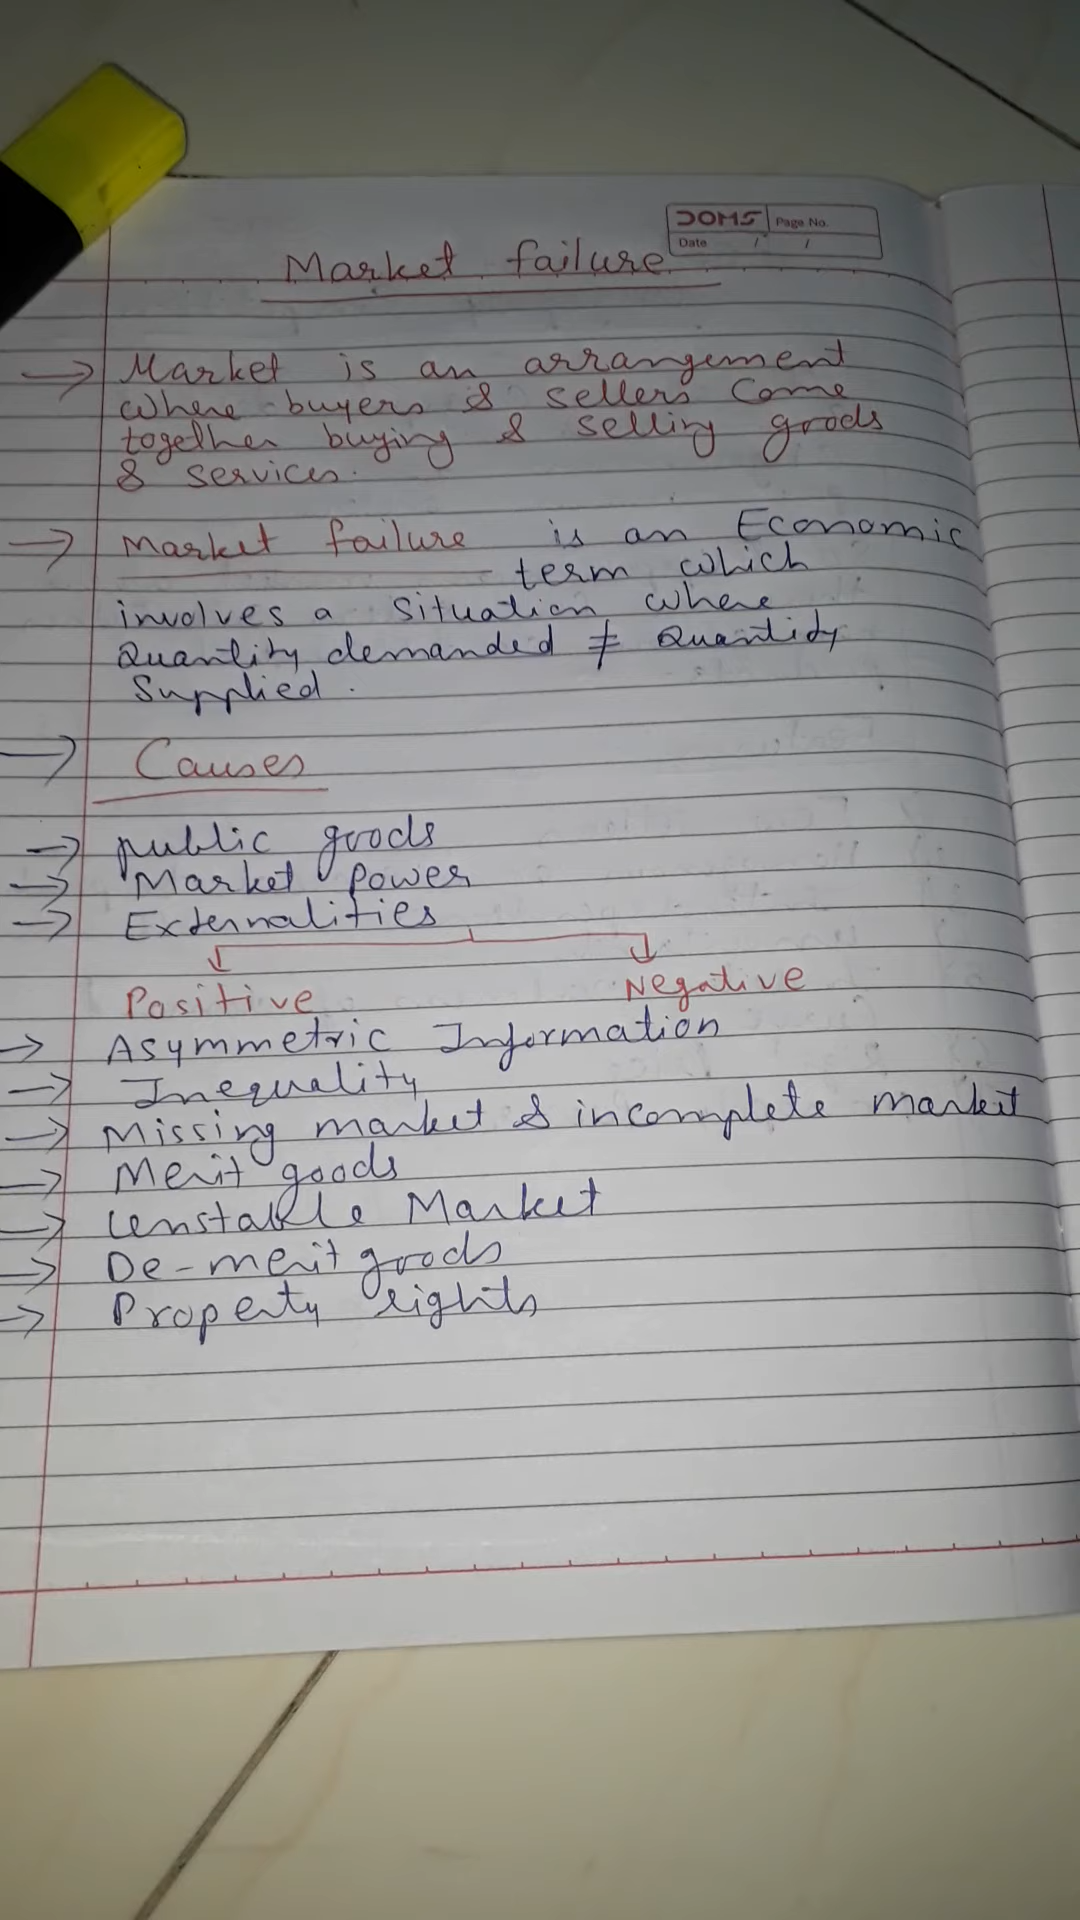 DOMS Page No.
Date / /
Market failure
→ Market is an arrangement
where buyers & sellers Come
together buying & selling goods
& services.
→ Market failure is an Economic
term which
involves a situation where
Quantity demanded ≠ Quantity
Supplied.
→ Causes
→ public goods
→ Market Power
→ Externalities
Positive Negative
→ Asymmetric Information
→ Inequality
→ Missing market & incomplete market
→ Merit goods
→ Unstable Market
→ De-merit goods
→ Property rights